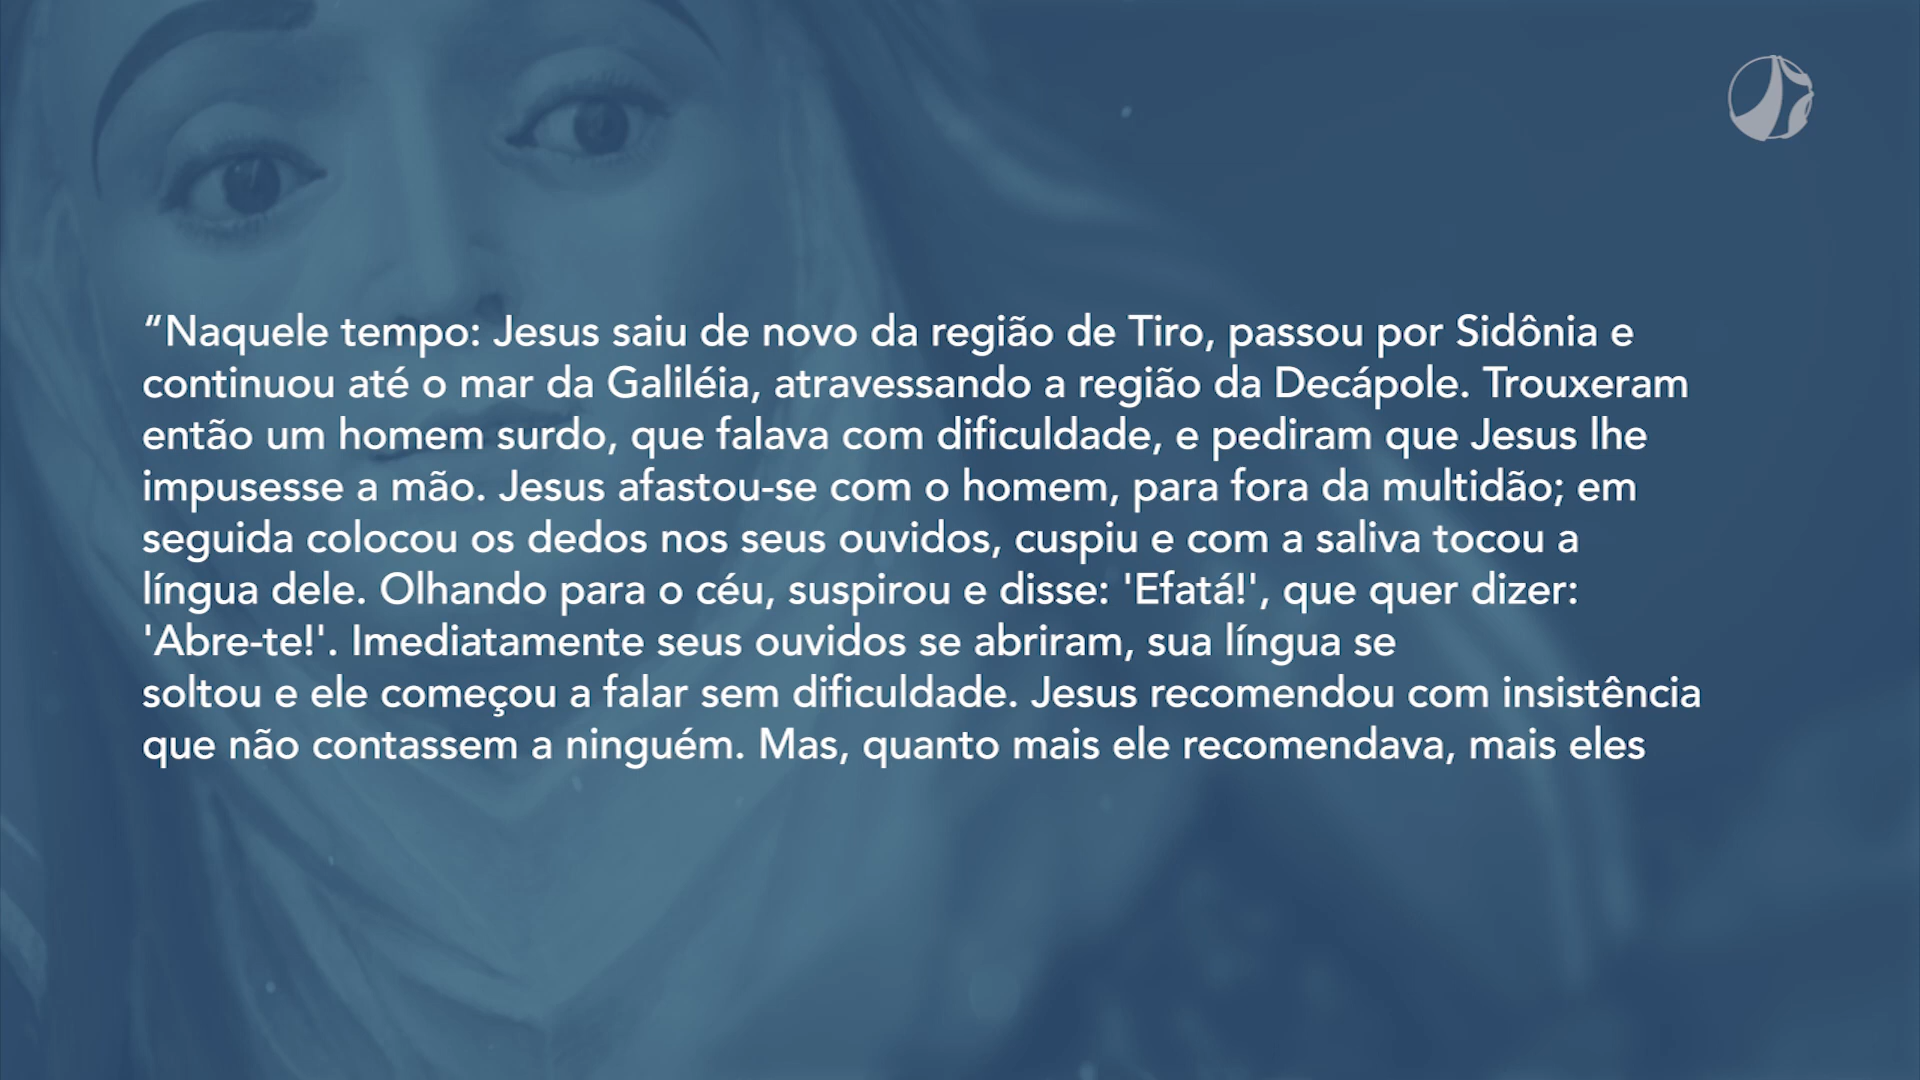 “Naquele tempo: Jesus saiu de novo da região de Tiro, passou por Sidônia e
continuou até o mar da Galiléia, atravessando a região da Decápole. Trouxeram
então um homem surdo, que falava com dificuldade, e pediram que Jesus lhe
impusesse a mão. Jesus afastou-se com o homem, para fora da multidão; em
seguida colocou os dedos nos seus ouvidos, cuspiu e com a saliva tocou a
língua dele. Olhando para o céu, suspirou e disse: 'Efatá!', que quer dizer:
'Abre-te!'. Imediatamente seus ouvidos se abriram, sua língua se
soltou e ele começou a falar sem dificuldade. Jesus recomendou com insistência
que não contassem a ninguém. Mas, quanto mais ele recomendava, mais eles